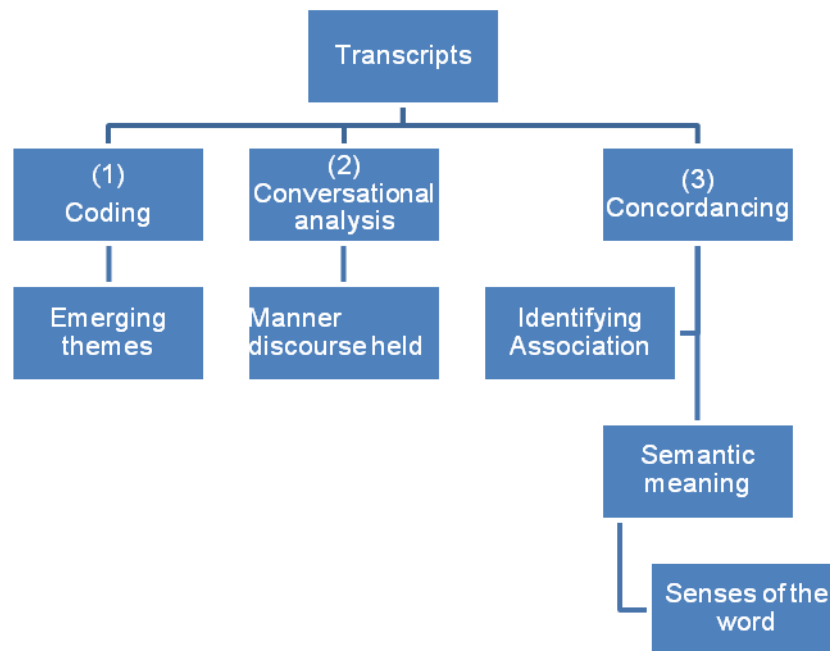 Transcripts
(1)
Coding
(2)
Conversational
analysis
(3)
Concordancing
Emerging
themes
Manner
discourse held
Identifying
Association
Semantic
meaning
Senses of the
word